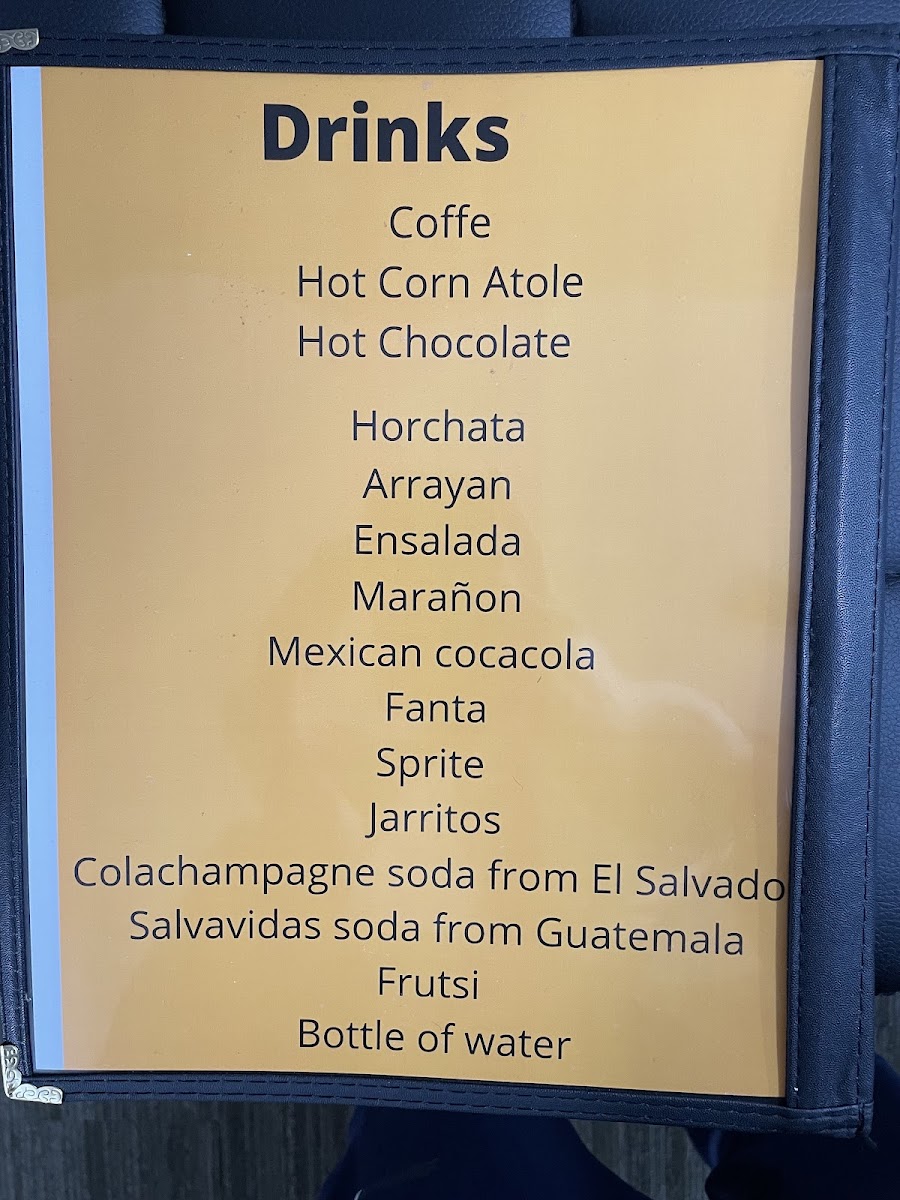 Drinks
Coffe
Hot Corn Atole
Hot Chocolate
Horchata
Arrayan
Ensalada
Marañon
Mexican cocacola
Fanta
Sprite
Jarritos
Colachampagne soda from El Salvado
Salvavidas soda from Guatemala
Frutsi
Bottle of water